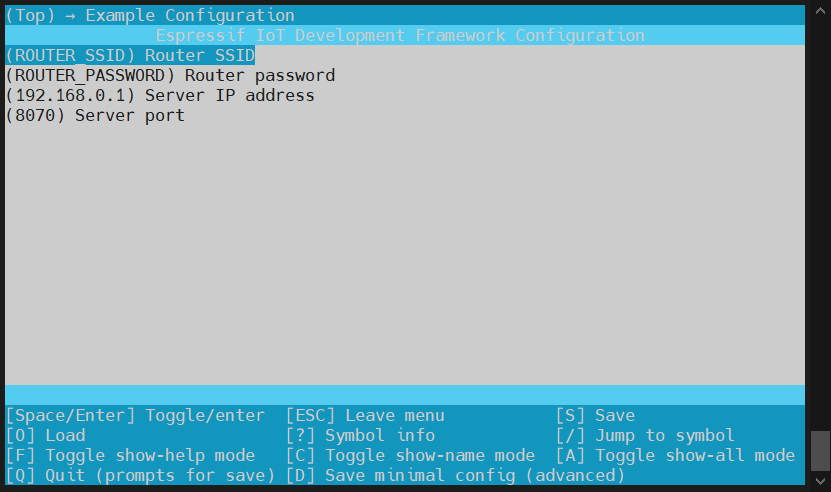 (Top) → Example Configuration
Espressif IoT Development Framework Configuration
(ROUTER_SSID) Router SSID
(ROUTER_PASSWORD) Router password
(192.168.0.1) Server IP address
(8070) Server port
[Space/Enter] Toggle/enter [ESC] Leave menu [S] Save
[O] Load [?] Symbol info [/] Jump to symbol
[F] Toggle show-help mode [C] Toggle show-name mode [A] Toggle show-all mode
[Q] Quit (prompts for save) [D] Save minimal config (advanced)